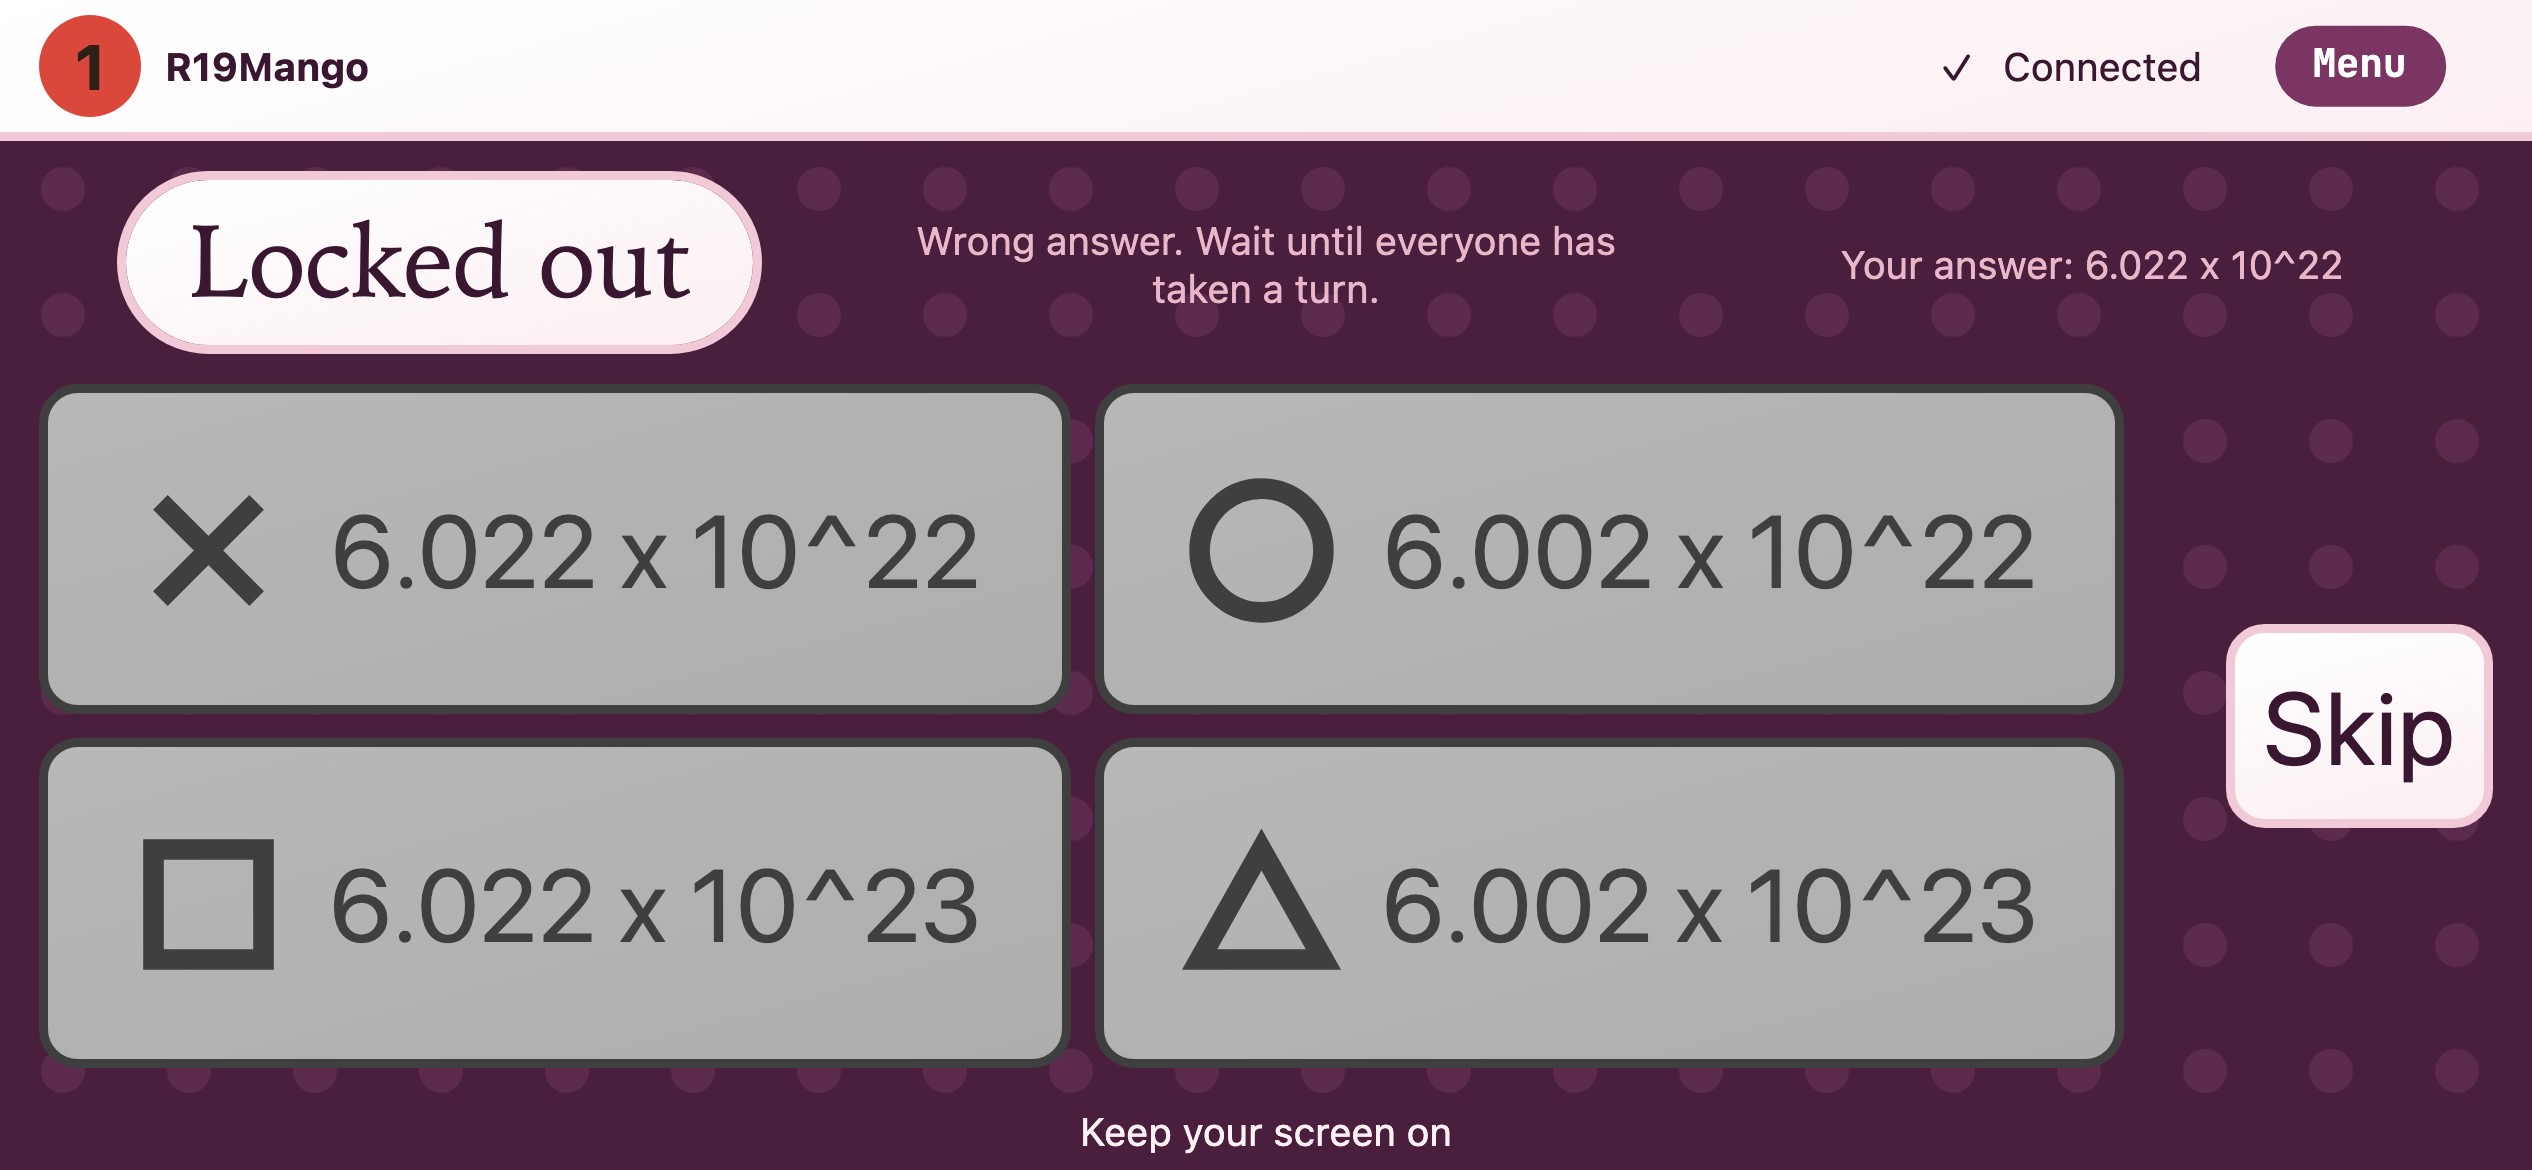 1
R19Mango
✓ Connected
Menu
Locked out
Wrong answer. Wait until everyone has
taken a turn.
Your answer: 6.022 x 10^22
6.022 x 10^22
6.002 x 10^22
6.022 x 10^23
6.002 x 10^23
Skip
Keep your screen on